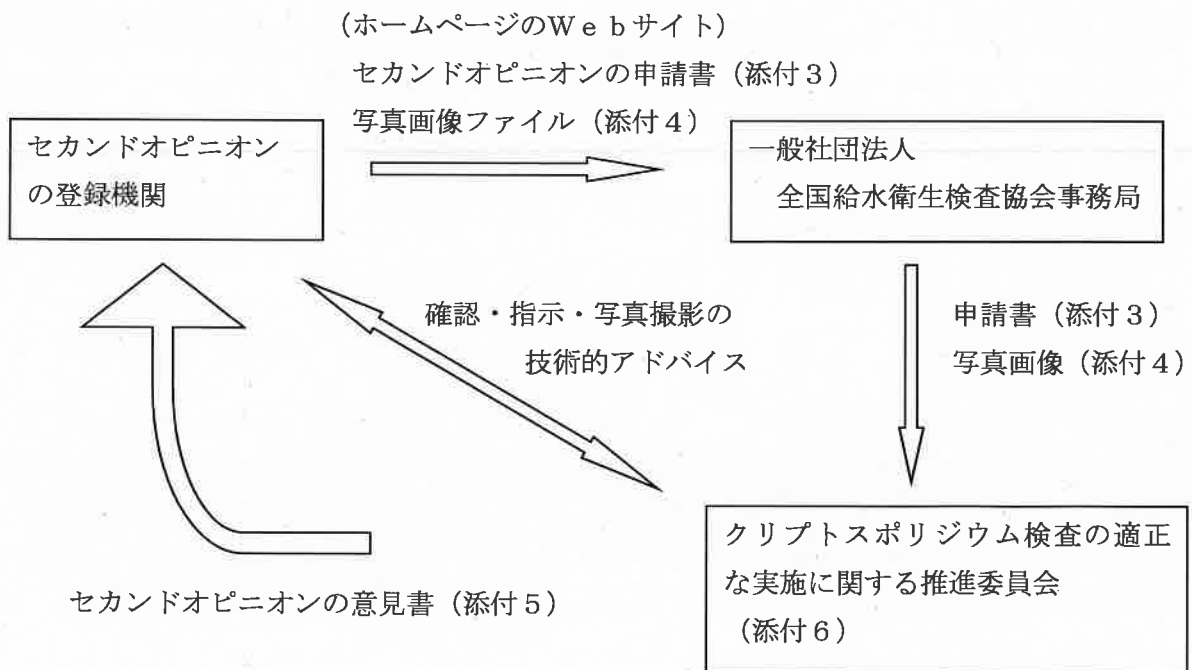 （ホームページのＷｅｂサイト）
セカンドオピニオンの申請書（添付３）
写真画像ファイル（添付４）
セカンドオピニオン
の登録機関
一般社団法人
全国給水衛生検査協会事務局
確認・指示・写真撮影の
技術的アドバイス
申請書（添付３）
写真画像（添付４）
セカンドオピニオンの意見書（添付５）
クリプトスポリジウム検査の適正
な実施に関する推進委員会
（添付６）